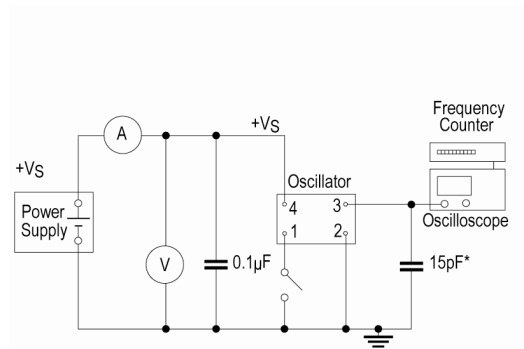 Frequency
Counter
+VS
A
+VS
Oscillator
Power
Supply
4
3
1
2
Oscilloscope
V
0.1µF
15pF*